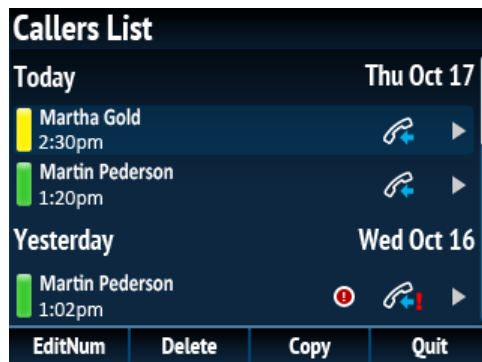 Callers List
Today Thu Oct 17
Martha Gold
2:30pm
Martin Pederson
1:20pm
Yesterday Wed Oct 16
Martin Pederson
1:02pm
EditNum Delete Copy Quit